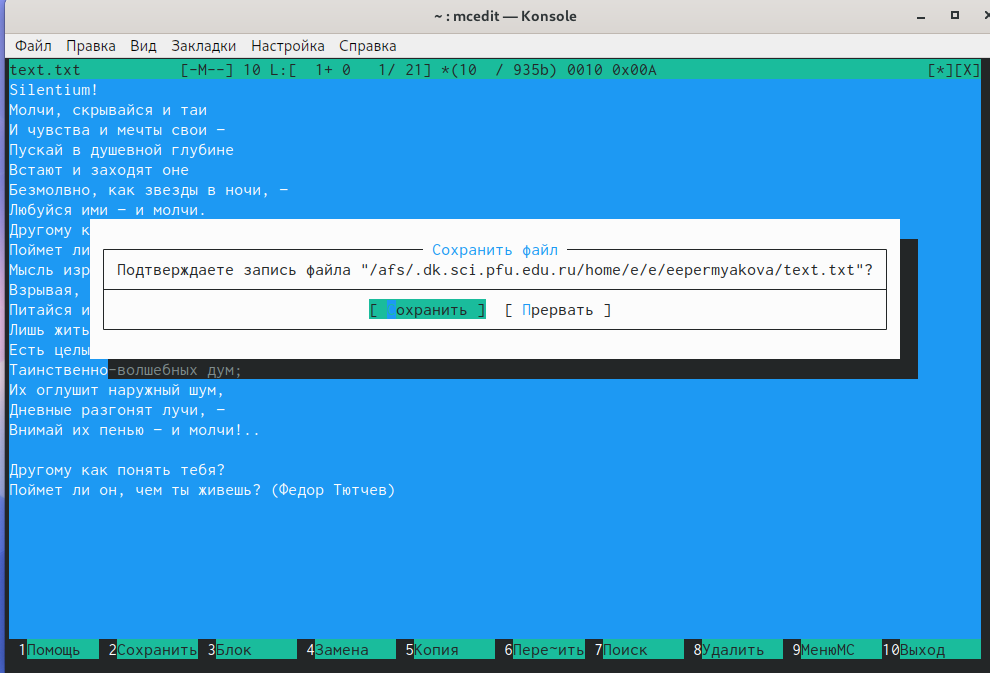 ~ : mcedit — Konsole
Файл Правка Вид Закладки Настройка Справка
text.txt [-M--] 10 L:[ 1+ 0 1/ 21] *(10 / 935b) 0010 0x00A [*][X]
Silentium!
Молчи, скрывайся и таи
И чувства и мечты свои –
Пускай в душевной глубине
Встают и заходят оне
Безмолвно, как звезды в ночи, –
Любуйся ими – и молчи.
Другому к
Поймет ли
Мысль изр
Взрывая,
Питайся и
Лишь жить
Есть целы
Сохранить файл
Подтверждаете запись файла "/afs/.dk.sci.pfu.edu.ru/home/e/e/eepermyakova/text.txt"?
[ Сохранить ] [ Прервать ]
Таинственно-волшебных дум;
Их оглушит наружный шум,
Дневные разгонят лучи, –
Внимай их пенью – и молчи!..
Другому как понять тебя?
Поймет ли он, чем ты живешь? (Федор Тютчев)
1Помощь 2Сохранить 3Блок 4Замена 5Копия 6Пере~ить 7Поиск 8Удалить 9МенюMC 10Выход